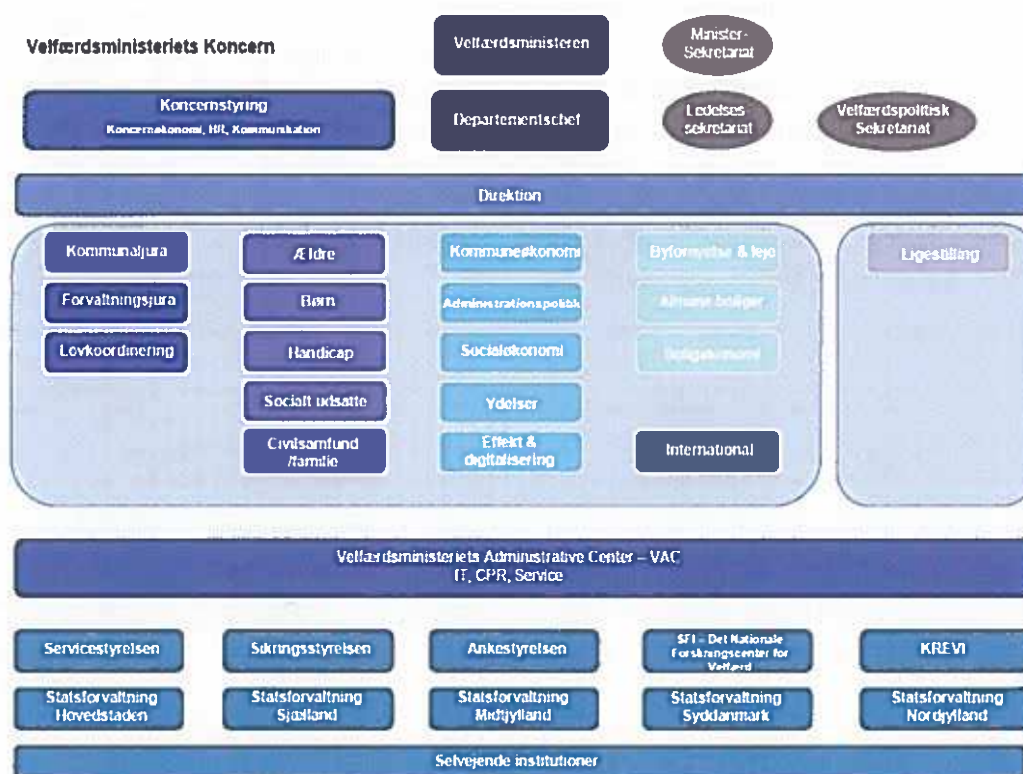 Velfærdsministeriets Koncern
Velfærdsministeren
Minister-
Sekretariat
Koncernstyring
Koncernøkonomi, HR, Kommunikation
Departementschef
Ledelses
sekretariat
Velfærdspolitisk
Sekretariat
Direktion
Kommunaljura
Ældre
Kommuneøkonomi
Byfornyelse & leje
Ligestilling
Forvaltningsjura
Børn
Administrationspolitik
Almene boliger
Lovkoordinering
Handicap
Socialøkonomi
Boligøkonomi
Socialt udsatte
Ydelser
Civilsamfund
/familie
Effekt &
digitalisering
International
Velfærdsministeriets Administrative Center – VAC
IT, CPR, Service
Servicestyrelsen
Sikringsstyrelsen
Ankestyrelsen
SFI – Det Nationale
Forskningscenter for
Velfærd
KREVI
Statsforvaltning
Hovedstaden
Statsforvaltning
Sjælland
Statsforvaltning
Midtjylland
Statsforvaltning
Syddanmark
Statsforvaltning
Nordjylland
Selvejende institutioner